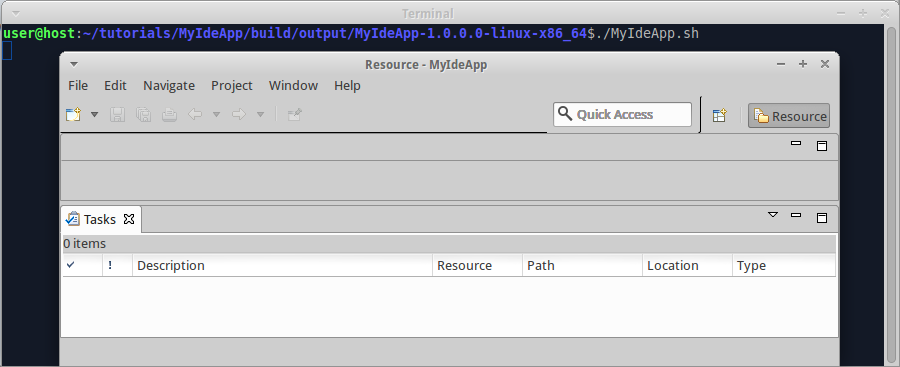 Terminal
user@host:~/tutorials/MyIdeApp/build/output/MyIdeApp-1.0.0.0-linux-x86_64$./MyIdeApp.sh
Resource - MyIdeApp
File Edit Navigate Project Window Help
Quick Access Resource
Tasks
0 items
! Description Resource Path Location Type